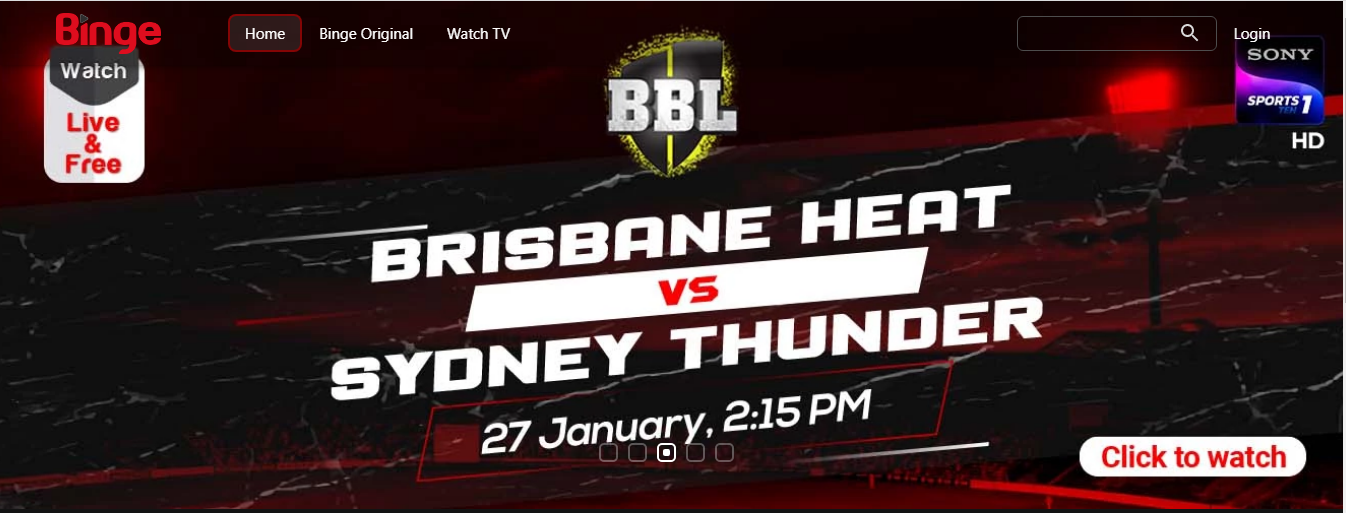 Binge
Home
Binge Original
Watch TV
Login
Watch
Live
&
Free
BBL
SONY
SPORTS
TEN 1
HD
BRISBANE HEAT
VS
SYDNEY THUNDER
27 January, 2:15 PM
Click to watch